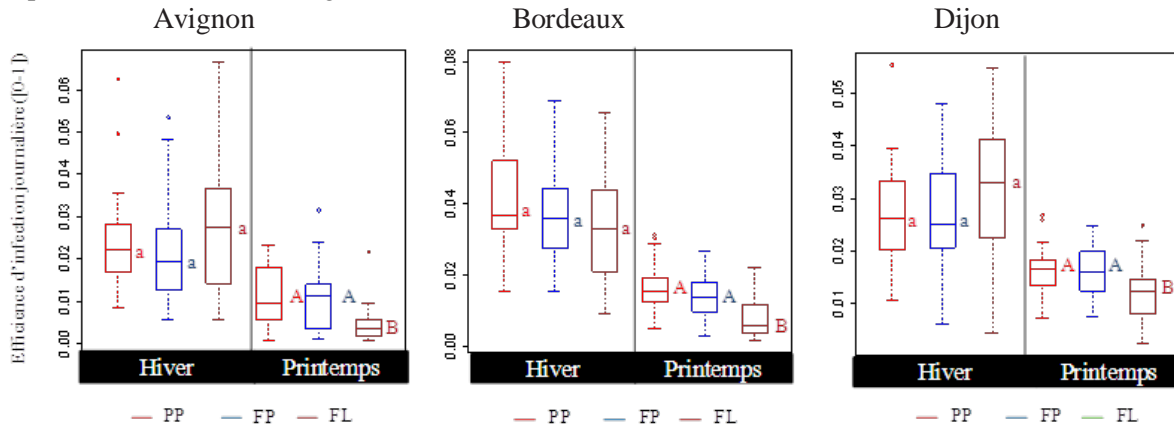 Avignon Bordeaux Dijon
Efficience d'infection journalière ([0-1])
0.06
0.05
0.04
0.03
0.02
0.01
0.00
a a a A A B
Hiver Printemps
PP FP FL
0.08
0.06
0.04
0.02
0.00
a a a A A B
Hiver Printemps
PP FP FL
0.05
0.04
0.03
0.02
0.01
a a a A A B
Hiver Printemps
PP FP FL